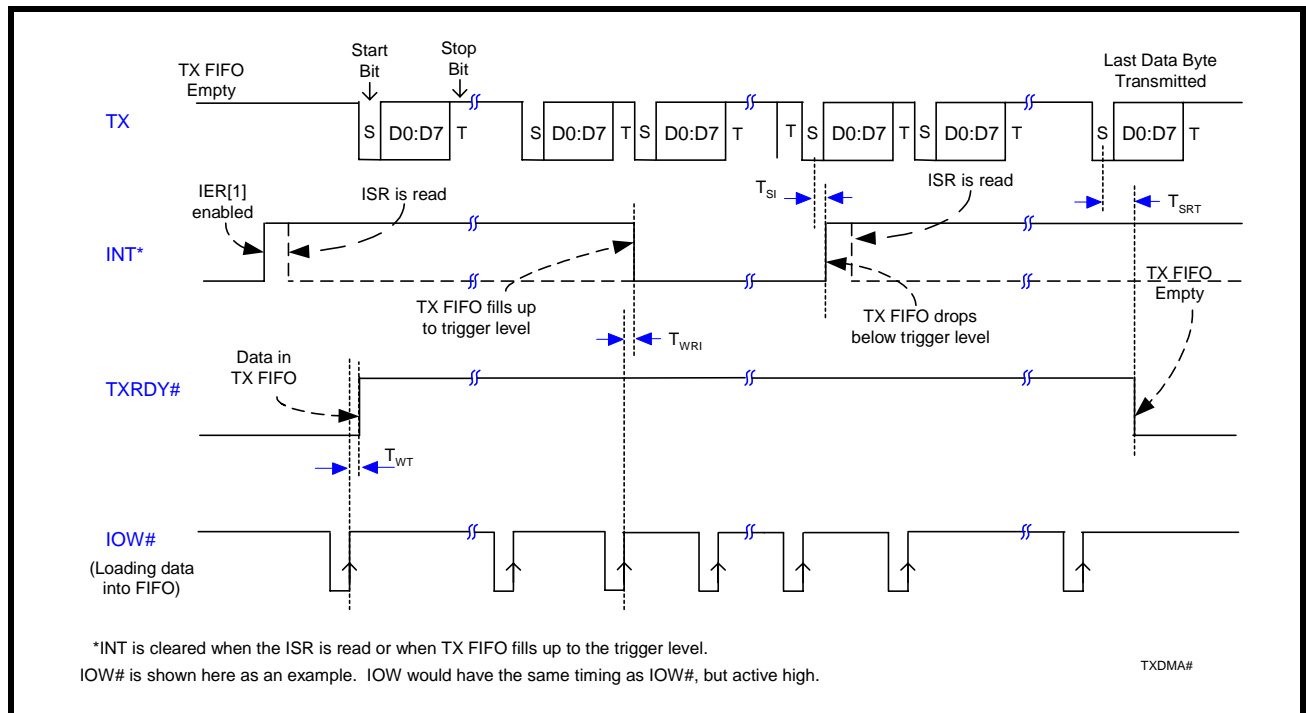 Start
Bit
Stop
Bit
Last Data Byte
Transmitted
TX FIFO
Empty
TX
S D0:D7 T S D0:D7 T S D0:D7 T T S D0:D7 T S D0:D7 T S D0:D7 T
IER[1]
enabled
ISR is read
TSI
ISR is read
TSRT
INT*
TX FIFO fills up
to trigger level
TX FIFO drops
below trigger level
TX FIFO
Empty
TWRI
Data in
TX FIFO
TXRDY#
TWT
IOW#
(Loading data
into FIFO)
*INT is cleared when the ISR is read or when TX FIFO fills up to the trigger level.
IOW# is shown here as an example. IOW would have the same timing as IOW#, but active high.
TXDMA#